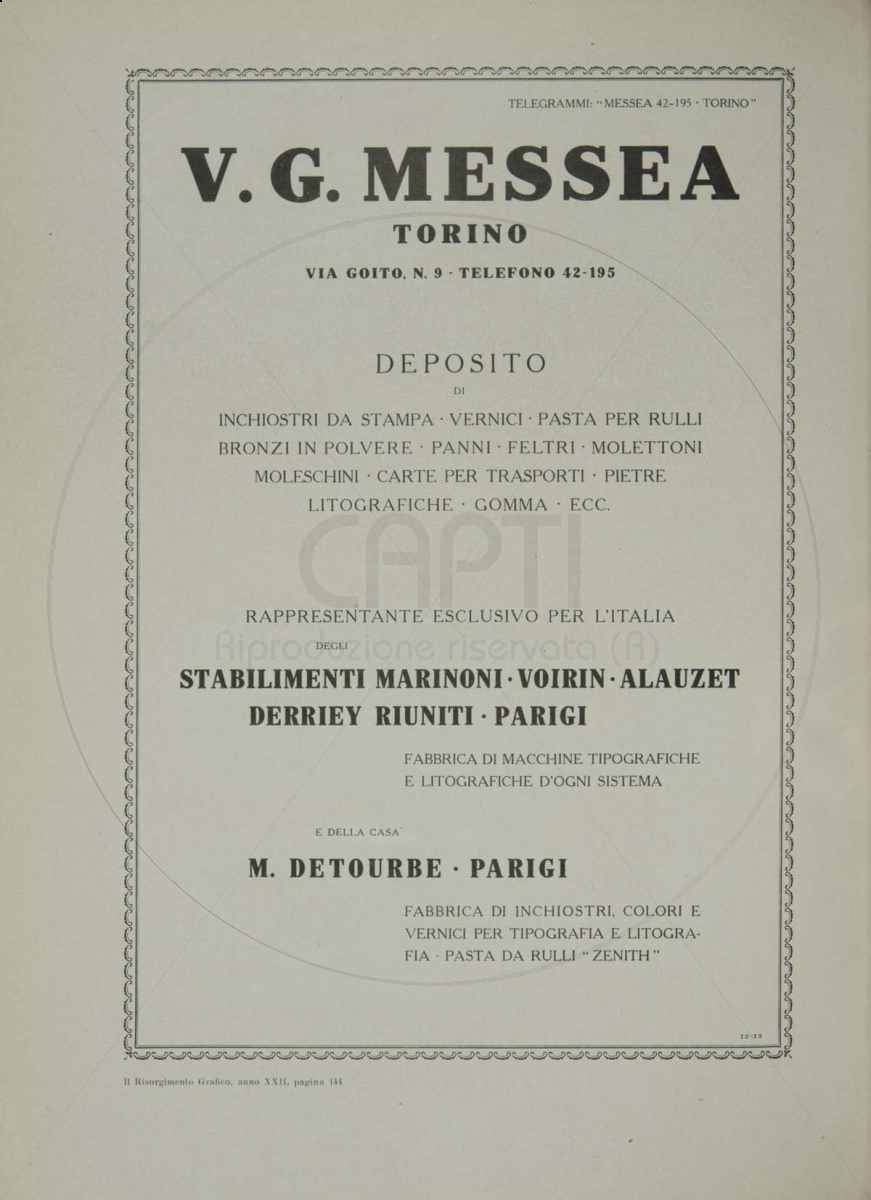 TELEGRAMMI: “MESSEA 42-195 · TORINO”
V. G. MESSEA
TORINO
VIA GOITO, N. 9 · TELEFONO 42-195
DEPOSITO
DI
INCHIOSTRI DA STAMPA · VERNICI · PASTA PER RULLI
BRONZI IN POLVERE · PANNI · FELTRI · MOLETTONI
MOLESCHINI · CARTE PER TRASPORTI · PIETRE
LITOGRAFICHE · GOMMA · ECC.
CAPTI
RAPPRESENTANTE ESCLUSIVO PER L'ITALIA
Riproduzione riservata (R)
DEGLI
STABILIMENTI MARINONI · VOIRIN · ALAUZET
DERRIEY RIUNITI · PARIGI
FABBRICA DI MACCHINE TIPOGRAFICHE
E LITOGRAFICHE D'OGNI SISTEMA
E DELLA CASA
M. DETOURBE · PARIGI
FABBRICA DI INCHIOSTRI, COLORI E
VERNICI PER TIPOGRAFIA E LITOGRA-
FIA · PASTA DA RULLI “ZENITH”
12-12
Il Risorgimento Grafico, anno XXII, pagina 144